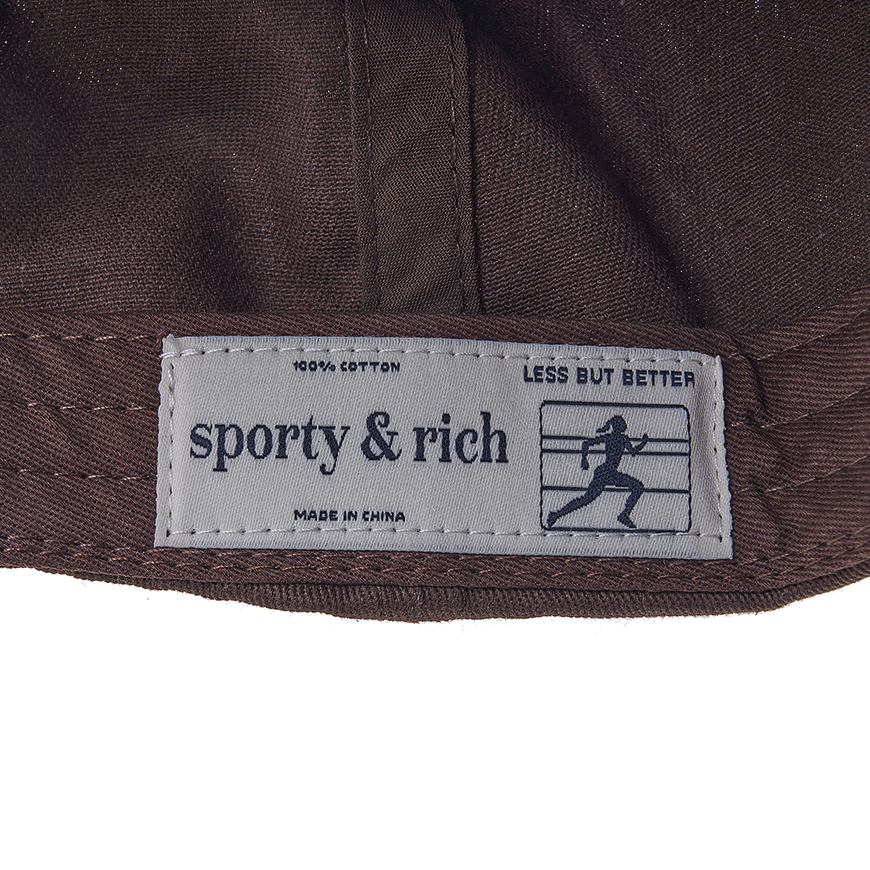 100% COTTON
sporty & rich
MADE IN CHINA
LESS BUT BETTER